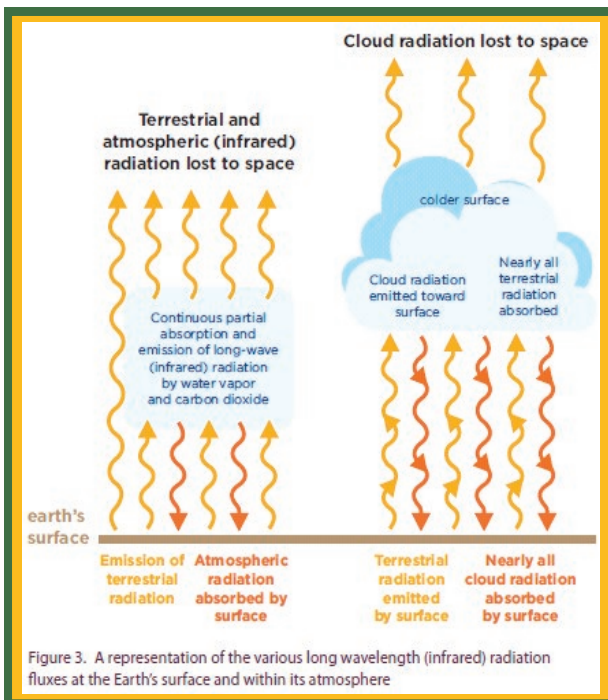 Cloud radiation lost to space
Terrestrial and
atmospheric (infrared)
radiation lost to space
colder surface
Cloud radiation
emitted toward
surface
Nearly all
terrestrial
radiation
absorbed
Continuous partial
absorption and
emission of long-wave
(infrared) radiation
by water vapor
and carbon dioxide
earth's
surface
Emission of
terrestrial
radiation
Atmospheric
radiation
absorbed by
surface
Terrestrial
radiation
emitted
by surface
Nearly all
cloud radiation
absorbed
by surface
Figure 3. A representation of the various long wavelength (infrared) radiation
fluxes at the Earth's surface and within its atmosphere